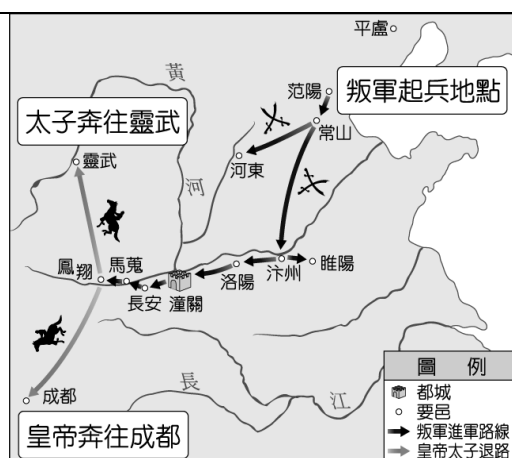 平盧
黃
范陽
叛軍起兵地點
太子奔往靈武
常山
靈武
河東
河
鳳翔
馬蒐
長安
潼關
洛陽
汴州
睢陽
成都
長
江
皇帝奔往成都
圖例
都城
要邑
叛軍進軍路線
皇帝太子退路